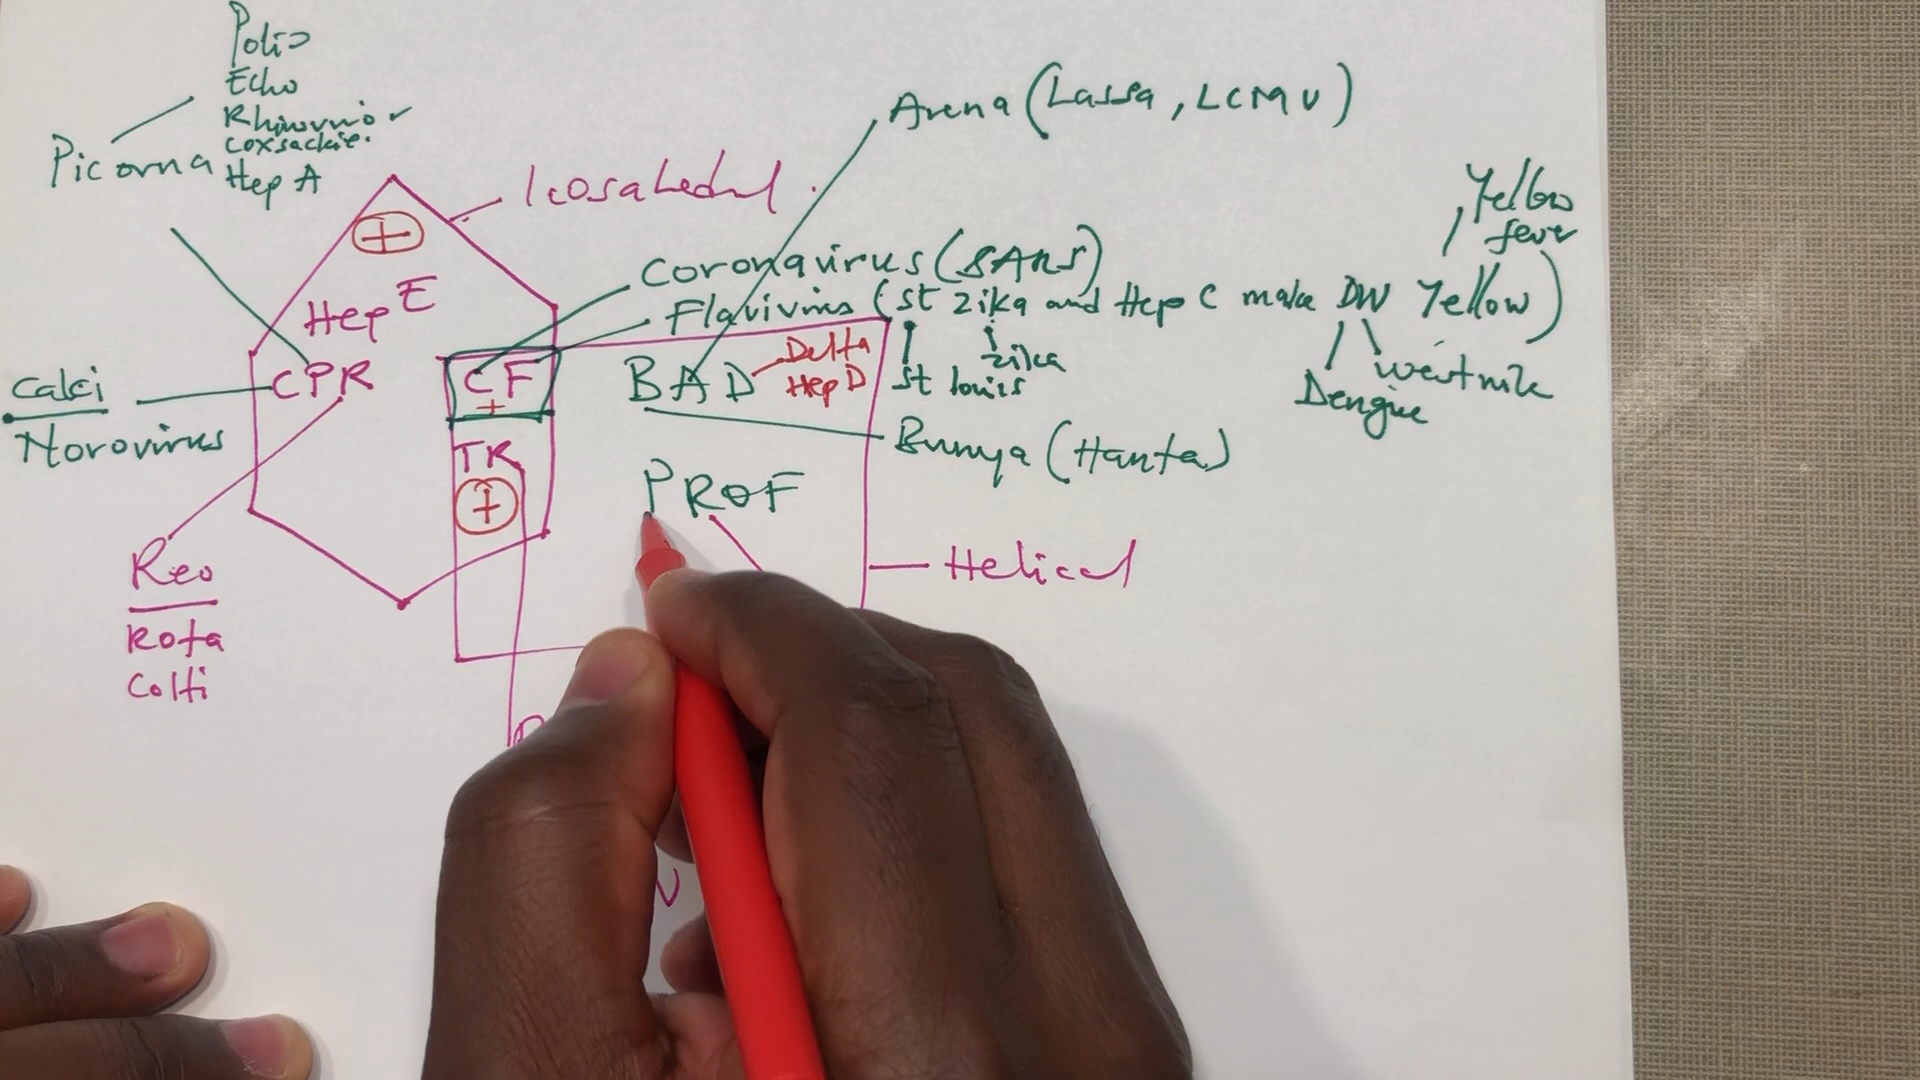 Polio
Echo
Rhinovirus
Coxsackie.
Hep A
Picorna
Arena (Lassa, LCMV)
Icosahedral
+
Yellow
fever
Coronavirus (SARS)
Flavivirus (St Zika and Hep C make DW Yellow)
Hep E
CPR
CF
+
BAD
Delta
Hep D
St louis
Zika
Dengue
westnile
Calci
Norovirus
TR
+
PROF
Bunya (Hanta)
Helical
Reo
Rota
Colti
V